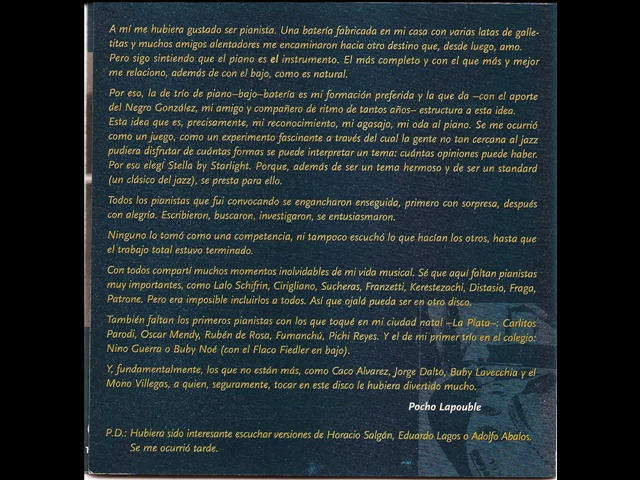 A mí me hubiera gustado ser pianista. Una batería fabricada en mi casa con varias latas de galle-
titas y muchos amigos alentadores me encaminaron hacia otro destino que, desde luego, amo.
Pero sigo sintiendo que el piano es el instrumento. El más completo y con el que más y mejor
me relaciono, además de con el bajo, como es natural.
Por eso, la de trío de piano–bajo–batería es mi formación preferida y la que da –con el aporte
del Negro González, mi amigo y compañero de ritmo de tantos años– estructura a esta idea.
Esta idea que es, precisamente, mi reconocimiento, mi agasajo, mi oda al piano. Se me ocurrió
como un juego, como un experimento fascinante a través del cual la gente no tan cercana al jazz
pudiera disfrutar de cuántas formas se puede interpretar un tema: cuántas opiniones puede haber.
Por eso elegí Stella by Starlight. Porque, además de ser un tema hermoso y de ser un standard
(un clásico del jazz), se presta para ello.
Todos los pianistas que fui convocando se engancharon enseguida, primero con sorpresa, después
con alegría. Escribieron, buscaron, investigaron, se entusiasmaron.
Ninguno lo tomó como una competencia, ni tampoco escuchó lo que hacían los otros, hasta que
el trabajo total estuvo terminado.
Con todos compartí muchos momentos inolvidables de mi vida musical. Sé que aquí faltan pianistas
muy importantes, como Lalo Schifrin, Cirigliano, Sucheras, Franzetti, Kerestezachi, Distasio, Fraga,
Patrone. Pero era imposible incluirlos a todos. Así que ojalá pueda ser en otro disco.
También faltan los primeros pianistas con los que toqué en mi ciudad natal –La Plata–: Carlitos
Parodi, Oscar Mendy, Rubén de Rosa, Fumanchú, Pichi Reyes. Y el de mi primer trío en el colegio:
Nino Guerra o Buby Noé (con el Flaco Fiedler en bajo).
Y, fundamentalmente, los que no están más, como Caco Alvarez, Jorge Dalto, Buby Lavecchia y el
Mono Villegas, a quien, seguramente, tocar en este disco le hubiera divertido mucho.
Pocho Lapouble
P.D.: Hubiera sido interesante escuchar versiones de Horacio Salgán, Eduardo Lagos o Adolfo Abalos.
Se me ocurrió tarde.